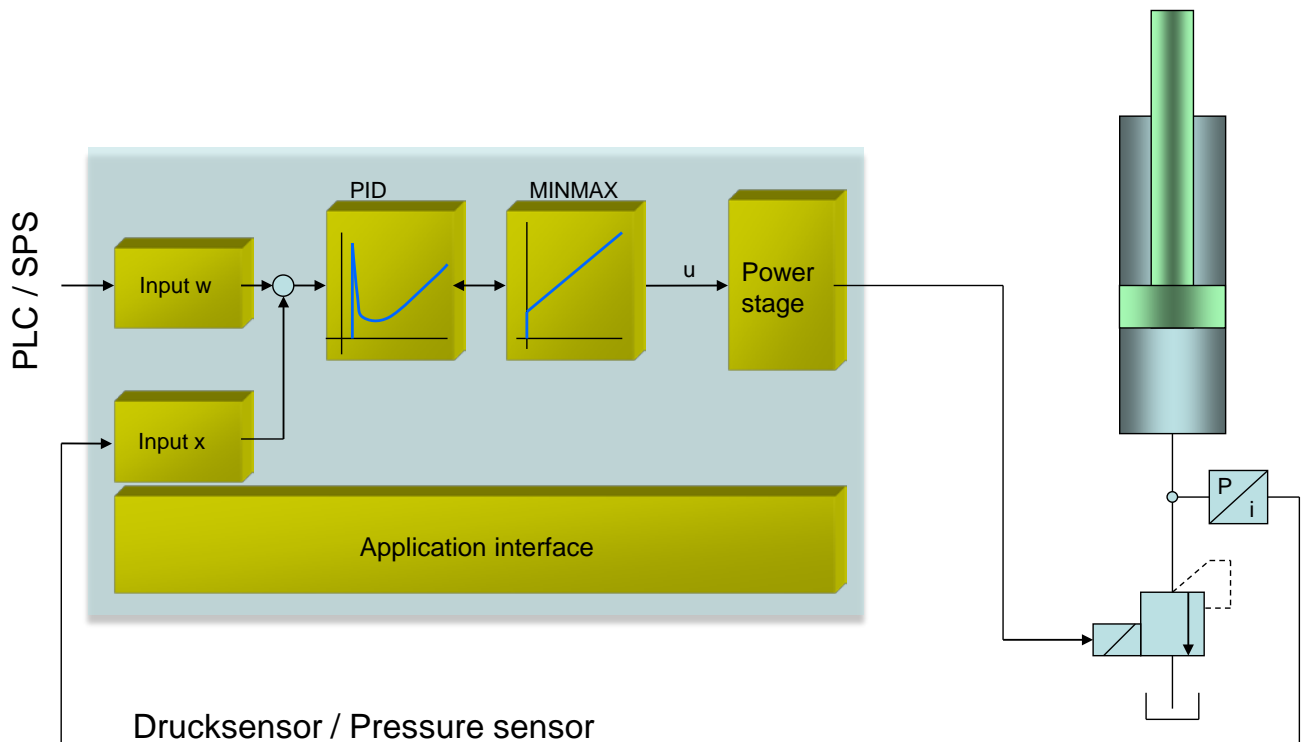 PID
MINMAX
PLC / SPS
Input w
u
Power
stage
Input x
P
i
Application interface
Drucksensor / Pressure sensor